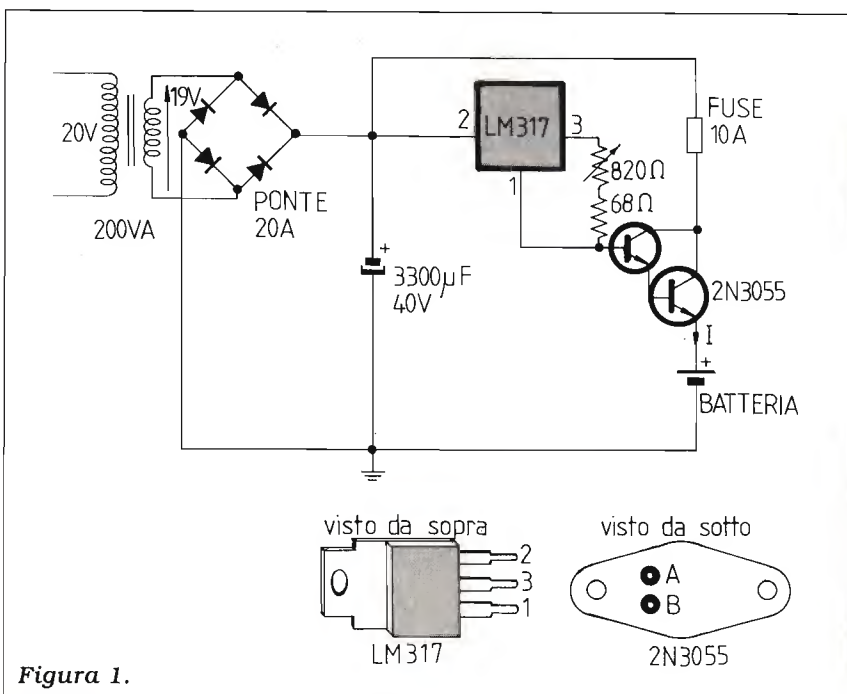 20V
19V
200VA
PONTE
20A
+
3300µF
40V
2
LM317
3
1
820Ω
68Ω
FUSE
10A
2N3055
I
+
BATTERIA
visto da sopra
2
3
1
LM317
visto da sotto
A
B
2N3055
Figura 1.